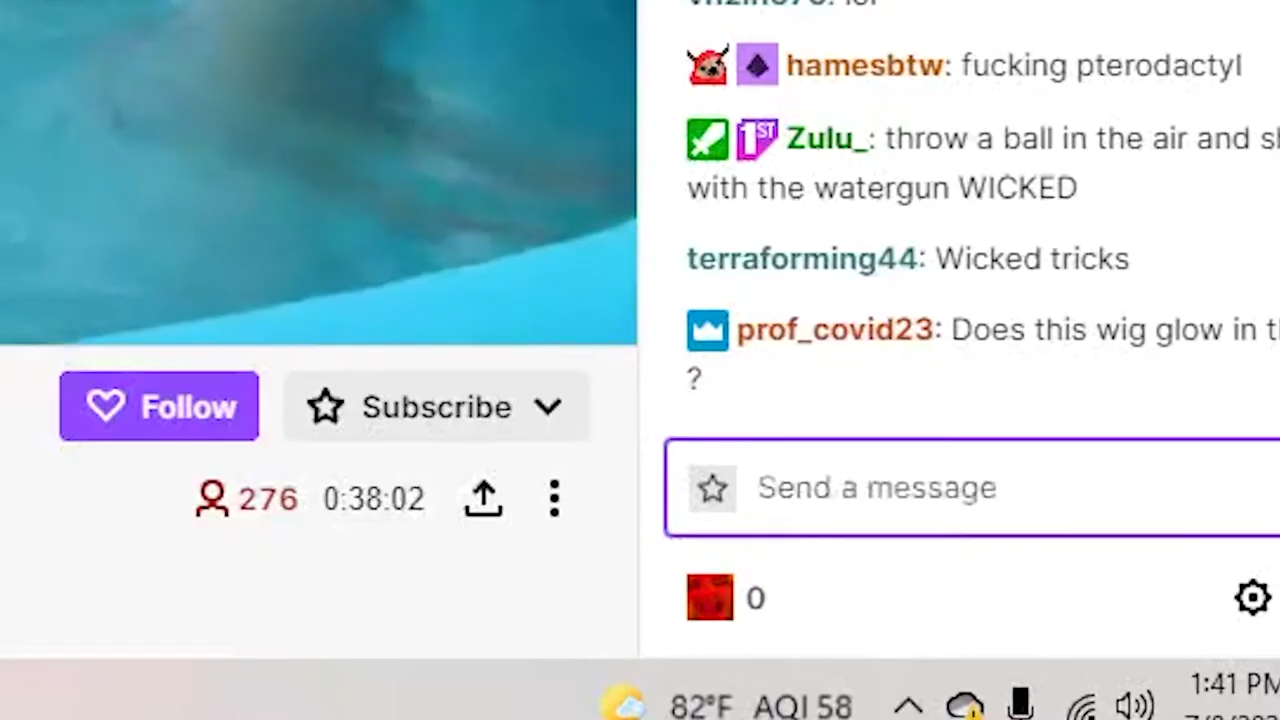 hamesbtw: fucking pterodactyl
1ST Zulu_: throw a ball in the air and
with the watergun WICKED
terraforming44: Wicked tricks
prof_covid23: Does this wig glow in
?
Follow Subscribe
276 0:38:02
Send a message
0
82°F AQI 58
1:41 PM